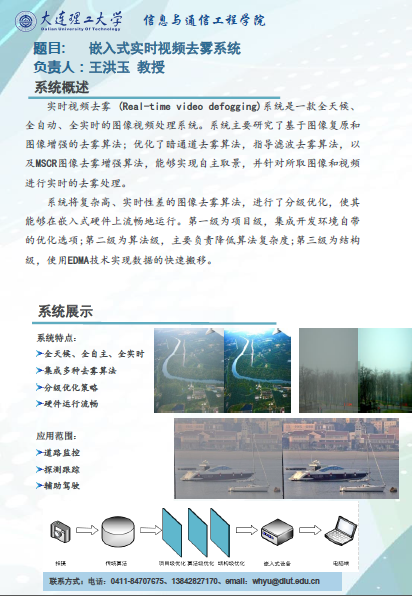 大连理工大学 信息与通信工程学院
Dalian University Of Technology
题目: 嵌入式实时视频去雾系统
负责人：王洪玉 教授
系统概述
实时视频去雾 (Real-time video defogging)系统是一款全天候、
全自动、全实时的图像视频处理系统。系统主要研究了基于图像复原和
图像增强的去雾算法；优化了暗通道去雾算法，指导滤波去雾算法，以
及MSCR图像去雾增强算法，能够实现自主取景，并针对所取图像和视频
进行实时的去雾处理。
系统将复杂高、实时性差的图像去雾算法，进行了分级优化，使其
能够在嵌入式硬件上流畅地运行。第一级为项目级，集成开发环境自带
的优化选项;第二级为算法级，主要负责降低算法复杂度;第三级为结构
级，使用EDMA技术实现数据的快速搬移。
系统展示
系统特点：
全天候、全自主、全实时
集成多种去雾算法
分级优化策略
硬件运行流畅
应用范围：
道路监控
探测跟踪
辅助驾驶
传统算法 项目级优化 算法级优化 结构级优化 嵌入式设备 电脑端
联系方式：电话：0411-84707675、13842827170、email：whyu@dlut.edu.cn